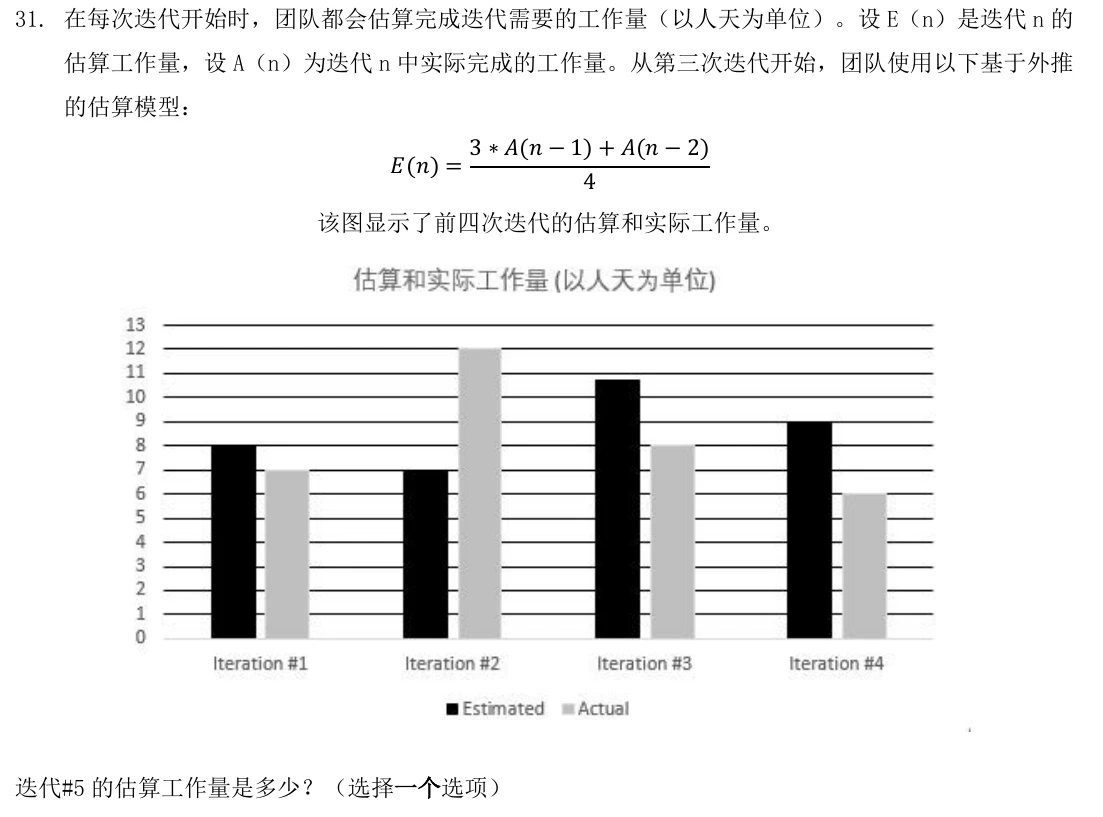 31. 在每次迭代开始时，团队都会估算完成迭代需要的工作量（以人天为单位）。设 E（n）是迭代 n 的
估算工作量，设 A（n）为迭代 n 中实际完成的工作量。从第三次迭代开始，团队使用以下基于外推
的估算模型：
E(n) = \frac{3 * A(n − 1) + A(n − 2)}{4}
该图显示了前四次迭代的估算和实际工作量。
估算和实际工作量 (以人天为单位)
13
12
11
10
9
8
7
6
5
4
3
2
1
0
Iteration #1 Iteration #2 Iteration #3 Iteration #4
Estimated Actual
迭代#5 的估算工作量是多少？（选择一个选项）